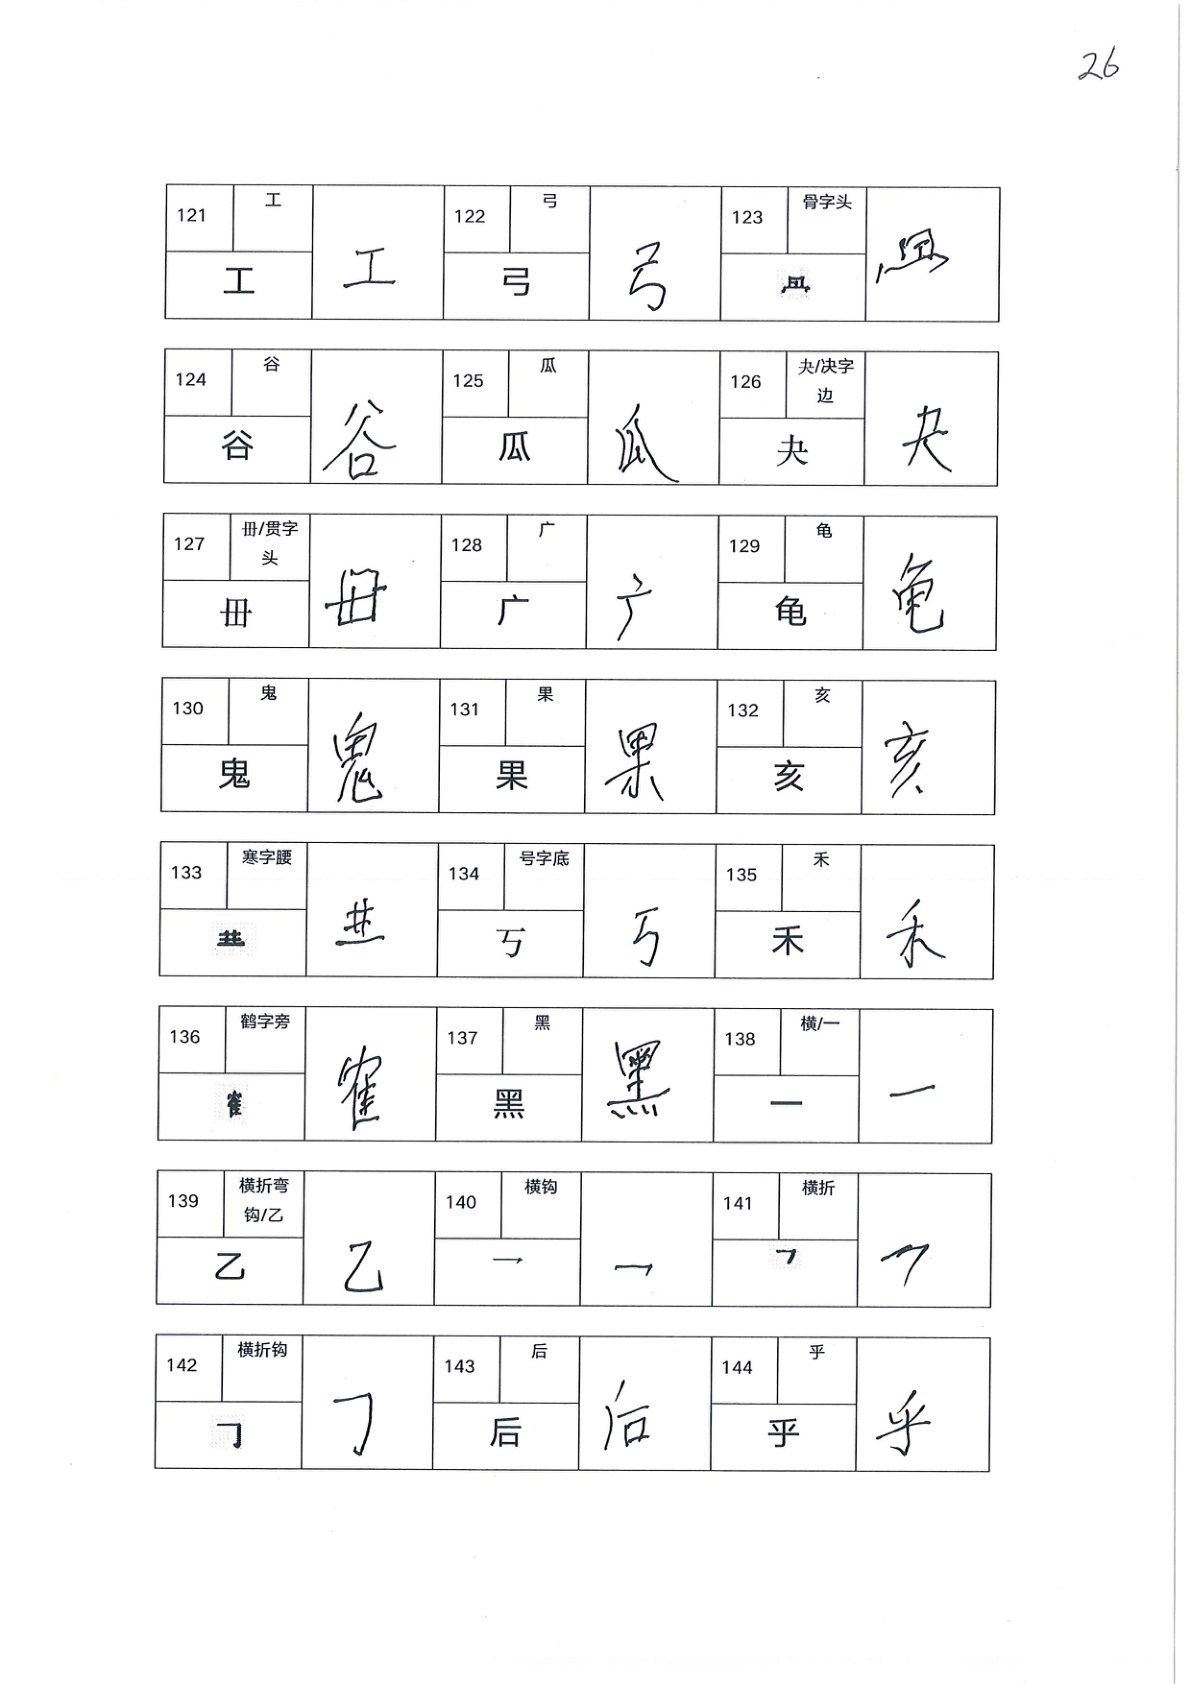 26
121 工 工 工 122 弓 弓 弓 123 骨字头
124 谷 谷 谷 125 瓜 瓜 瓜 126 夬/决字边 夬 夬
127 毌/贯字头 毌 毌 128 广 广 广 129 龟 龟 龟
130 鬼 鬼 鬼 131 果 果 果 132 亥 亥 亥
133 寒字腰 134 号字底 丂 丂 135 禾 禾 禾
136 鹤字旁 隺 隺 137 黑 黑 黑 138 横/一 一 一
139 横折弯钩/乙 乙 乙 140 横钩 乛 乛 141 横折 𠃍 𠃍
142 横折钩 𠃌 𠃌 143 后 后 后 144 乎 乎 乎